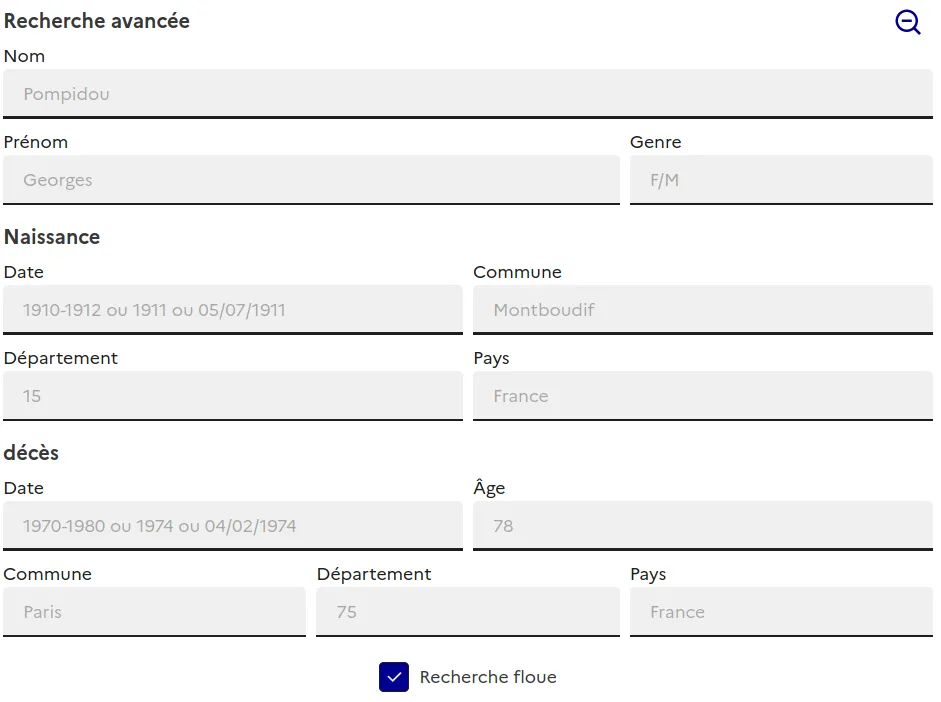 Recherche avancée
Nom
Pompidou
Prénom Genre
Georges F/M
Naissance
Date Commune
1910-1912 ou 1911 ou 05/07/1911 Montboudif
Département Pays
15 France
décès
Date Âge
1970-1980 ou 1974 ou 04/02/1974 78
Commune Département Pays
Paris 75 France
Recherche floue